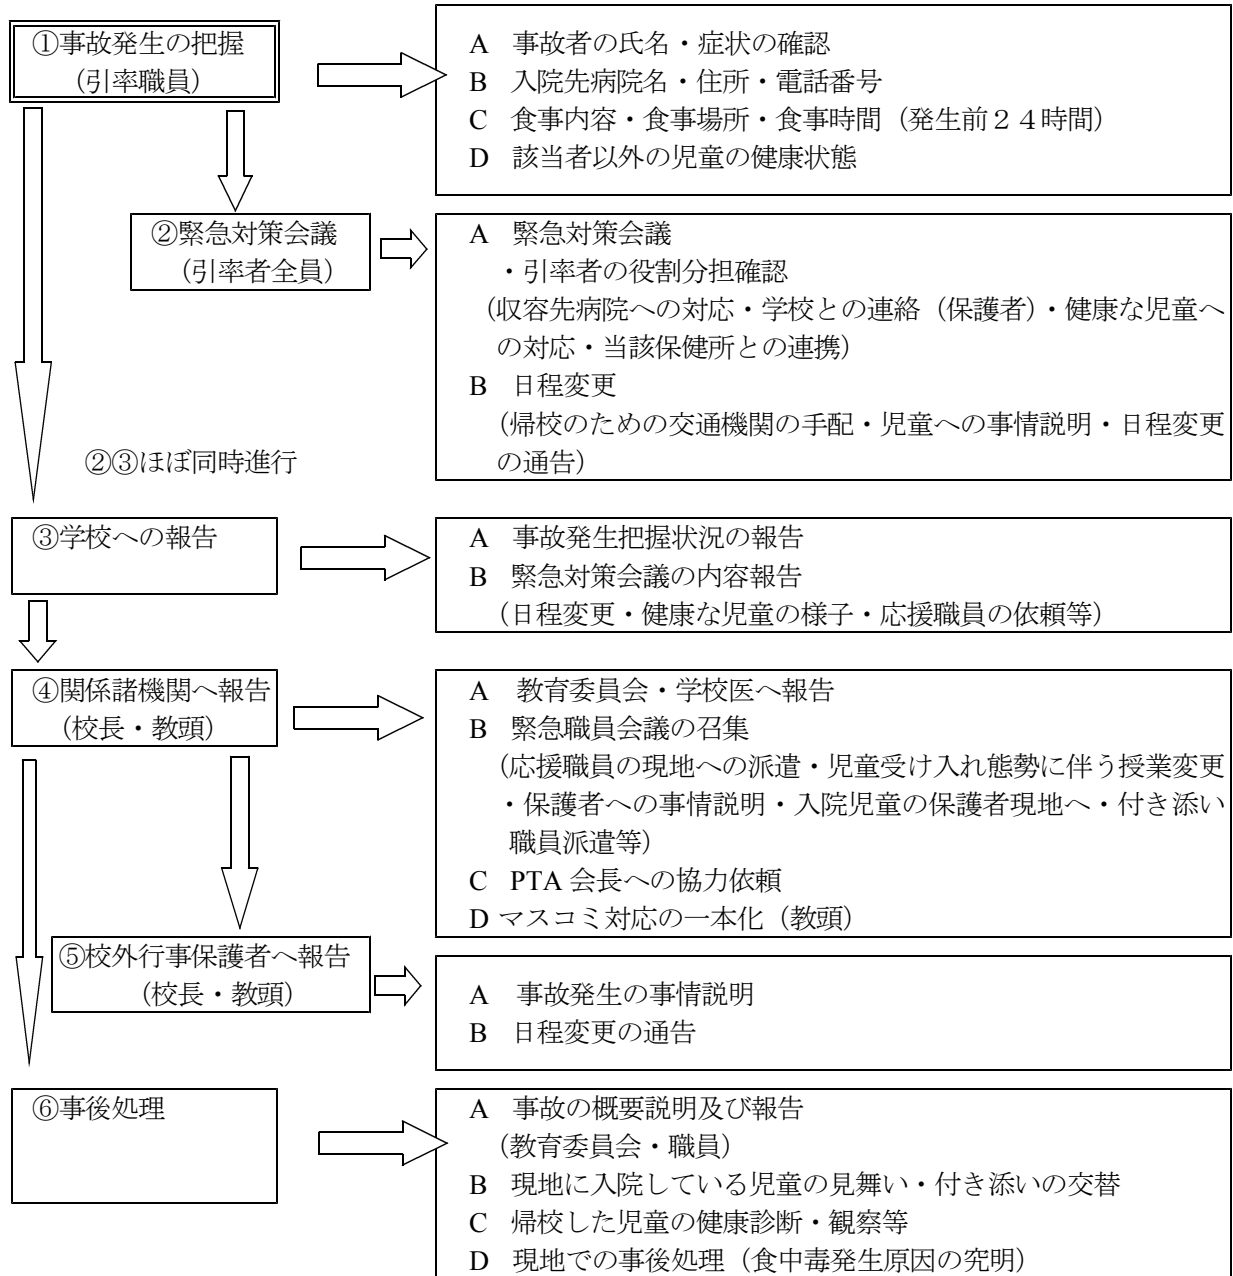 ①事故発生の把握
(引率職員)
A 事故者の氏名・症状の確認
B 入院先病院名・住所・電話番号
C 食事内容・食事場所・食事時間（発生前２４時間）
D 該当者以外の児童の健康状態
②緊急対策会議
(引率者全員)
A 緊急対策会議
・引率者の役割分担確認
(収容先病院への対応・学校との連絡（保護者）・健康な児童へ
の対応・当該保健所との連携)
B 日程変更
(帰校のための交通機関の手配・児童への事情説明・日程変更
の通告)
②③ほぼ同時進行
③学校への報告
A 事故発生把握状況の報告
B 緊急対策会議の内容報告
(日程変更・健康な児童の様子・応援職員の依頼等)
④関係諸機関へ報告
(校長・教頭)
A 教育委員会・学校医へ報告
B 緊急職員会議の召集
(応援職員の現地への派遣・児童受け入れ態勢に伴う授業変更
・保護者への事情説明・入院児童の保護者現地へ・付き添い
職員派遣等)
C PTA 会長への協力依頼
D マスコミ対応の一本化（教頭）
⑤校外行事保護者へ報告
(校長・教頭)
A 事故発生の事情説明
B 日程変更の通告
⑥事後処理
A 事故の概要説明及び報告
(教育委員会・職員)
B 現地に入院している児童の見舞い・付き添いの交替
C 帰校した児童の健康診断・観察等
D 現地での事後処理（食中毒発生原因の究明）